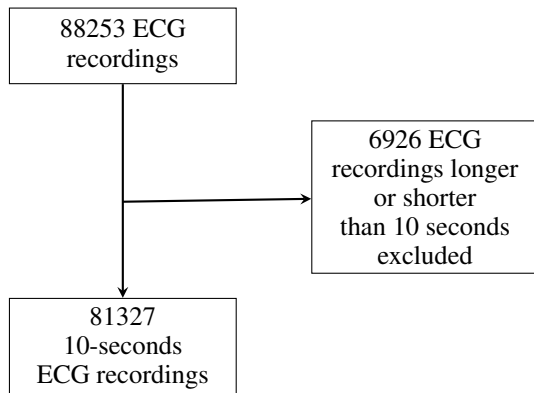 88253 ECG
recordings
6926 ECG
recordings longer
or shorter
than 10 seconds
excluded
81327
10-seconds
ECG recordings